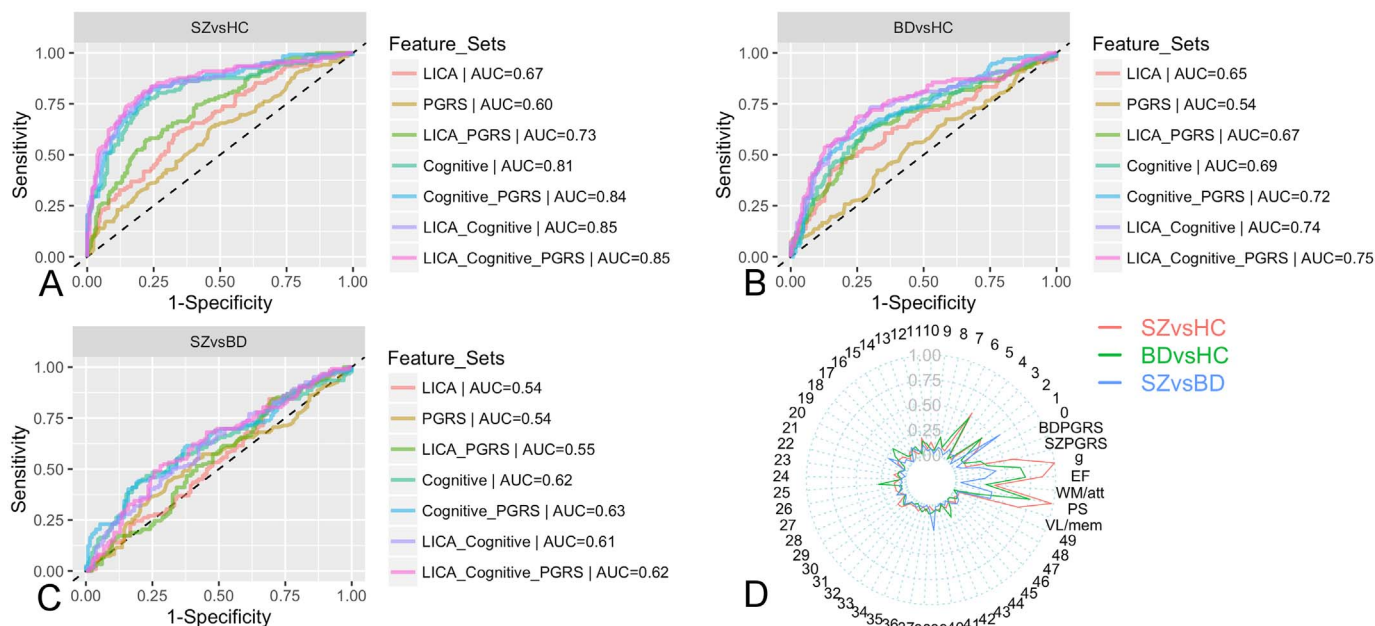 SZvsHC
1.00
0.75
0.50
0.25
0.00
Sensitivity
0.00 0.25 0.50 0.75 1.00
1-Specificity
A
Feature_Sets
LICA | AUC=0.67
PGRS | AUC=0.60
LICA_PGRS | AUC=0.73
Cognitive | AUC=0.81
Cognitive_PGRS | AUC=0.84
LICA_Cognitive | AUC=0.85
LICA_Cognitive_PGRS | AUC=0.85
BDvsHC
1.00
0.75
0.50
0.25
0.00
Sensitivity
0.00 0.25 0.50 0.75 1.00
1-Specificity
B
Feature_Sets
LICA | AUC=0.65
PGRS | AUC=0.54
LICA_PGRS | AUC=0.67
Cognitive | AUC=0.69
Cognitive_PGRS | AUC=0.72
LICA_Cognitive | AUC=0.74
LICA_Cognitive_PGRS | AUC=0.75
SZvsBD
1.00
0.75
0.50
0.25
0.00
Sensitivity
0.00 0.25 0.50 0.75 1.00
1-Specificity
C
Feature_Sets
LICA | AUC=0.54
PGRS | AUC=0.54
LICA_PGRS | AUC=0.55
Cognitive | AUC=0.62
Cognitive_PGRS | AUC=0.63
LICA_Cognitive | AUC=0.61
LICA_Cognitive_PGRS | AUC=0.62
SZvsHC
BDvsHC
SZvsBD
D
1.00
0.75
0.50
0.25
0.00
g
SZPGRS
BDPGRS
0
1
2
3
4
5
6
7
8
9
10
11
12
13
14
15
16
17
18
19
20
21
22
23
24
25
26
27
28
29
30
31
32
33
34
35
36
37
40
41
42
43
44
45
46
47
48
49
VL/mem
PS
WM/att
EF